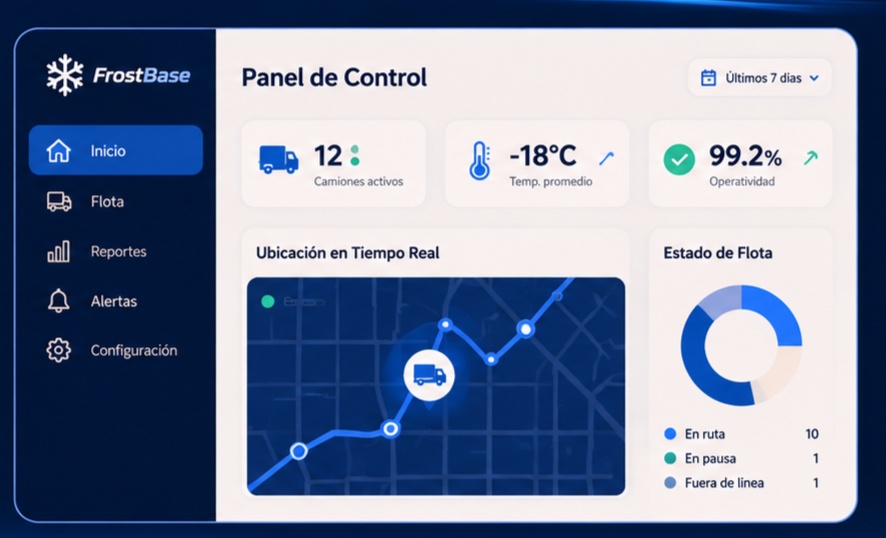 FrostBase
Inicio
Flota
Reportes
Alertas
Configuración
Panel de Control
Últimos 7 dias
12
Camiones activos
-18°C
Temp. promedio
99.2%
Operatividad
Ubicación en Tiempo Real
Estado de Flota
En ruta 10
En pausa 1
Fuera de línea 1